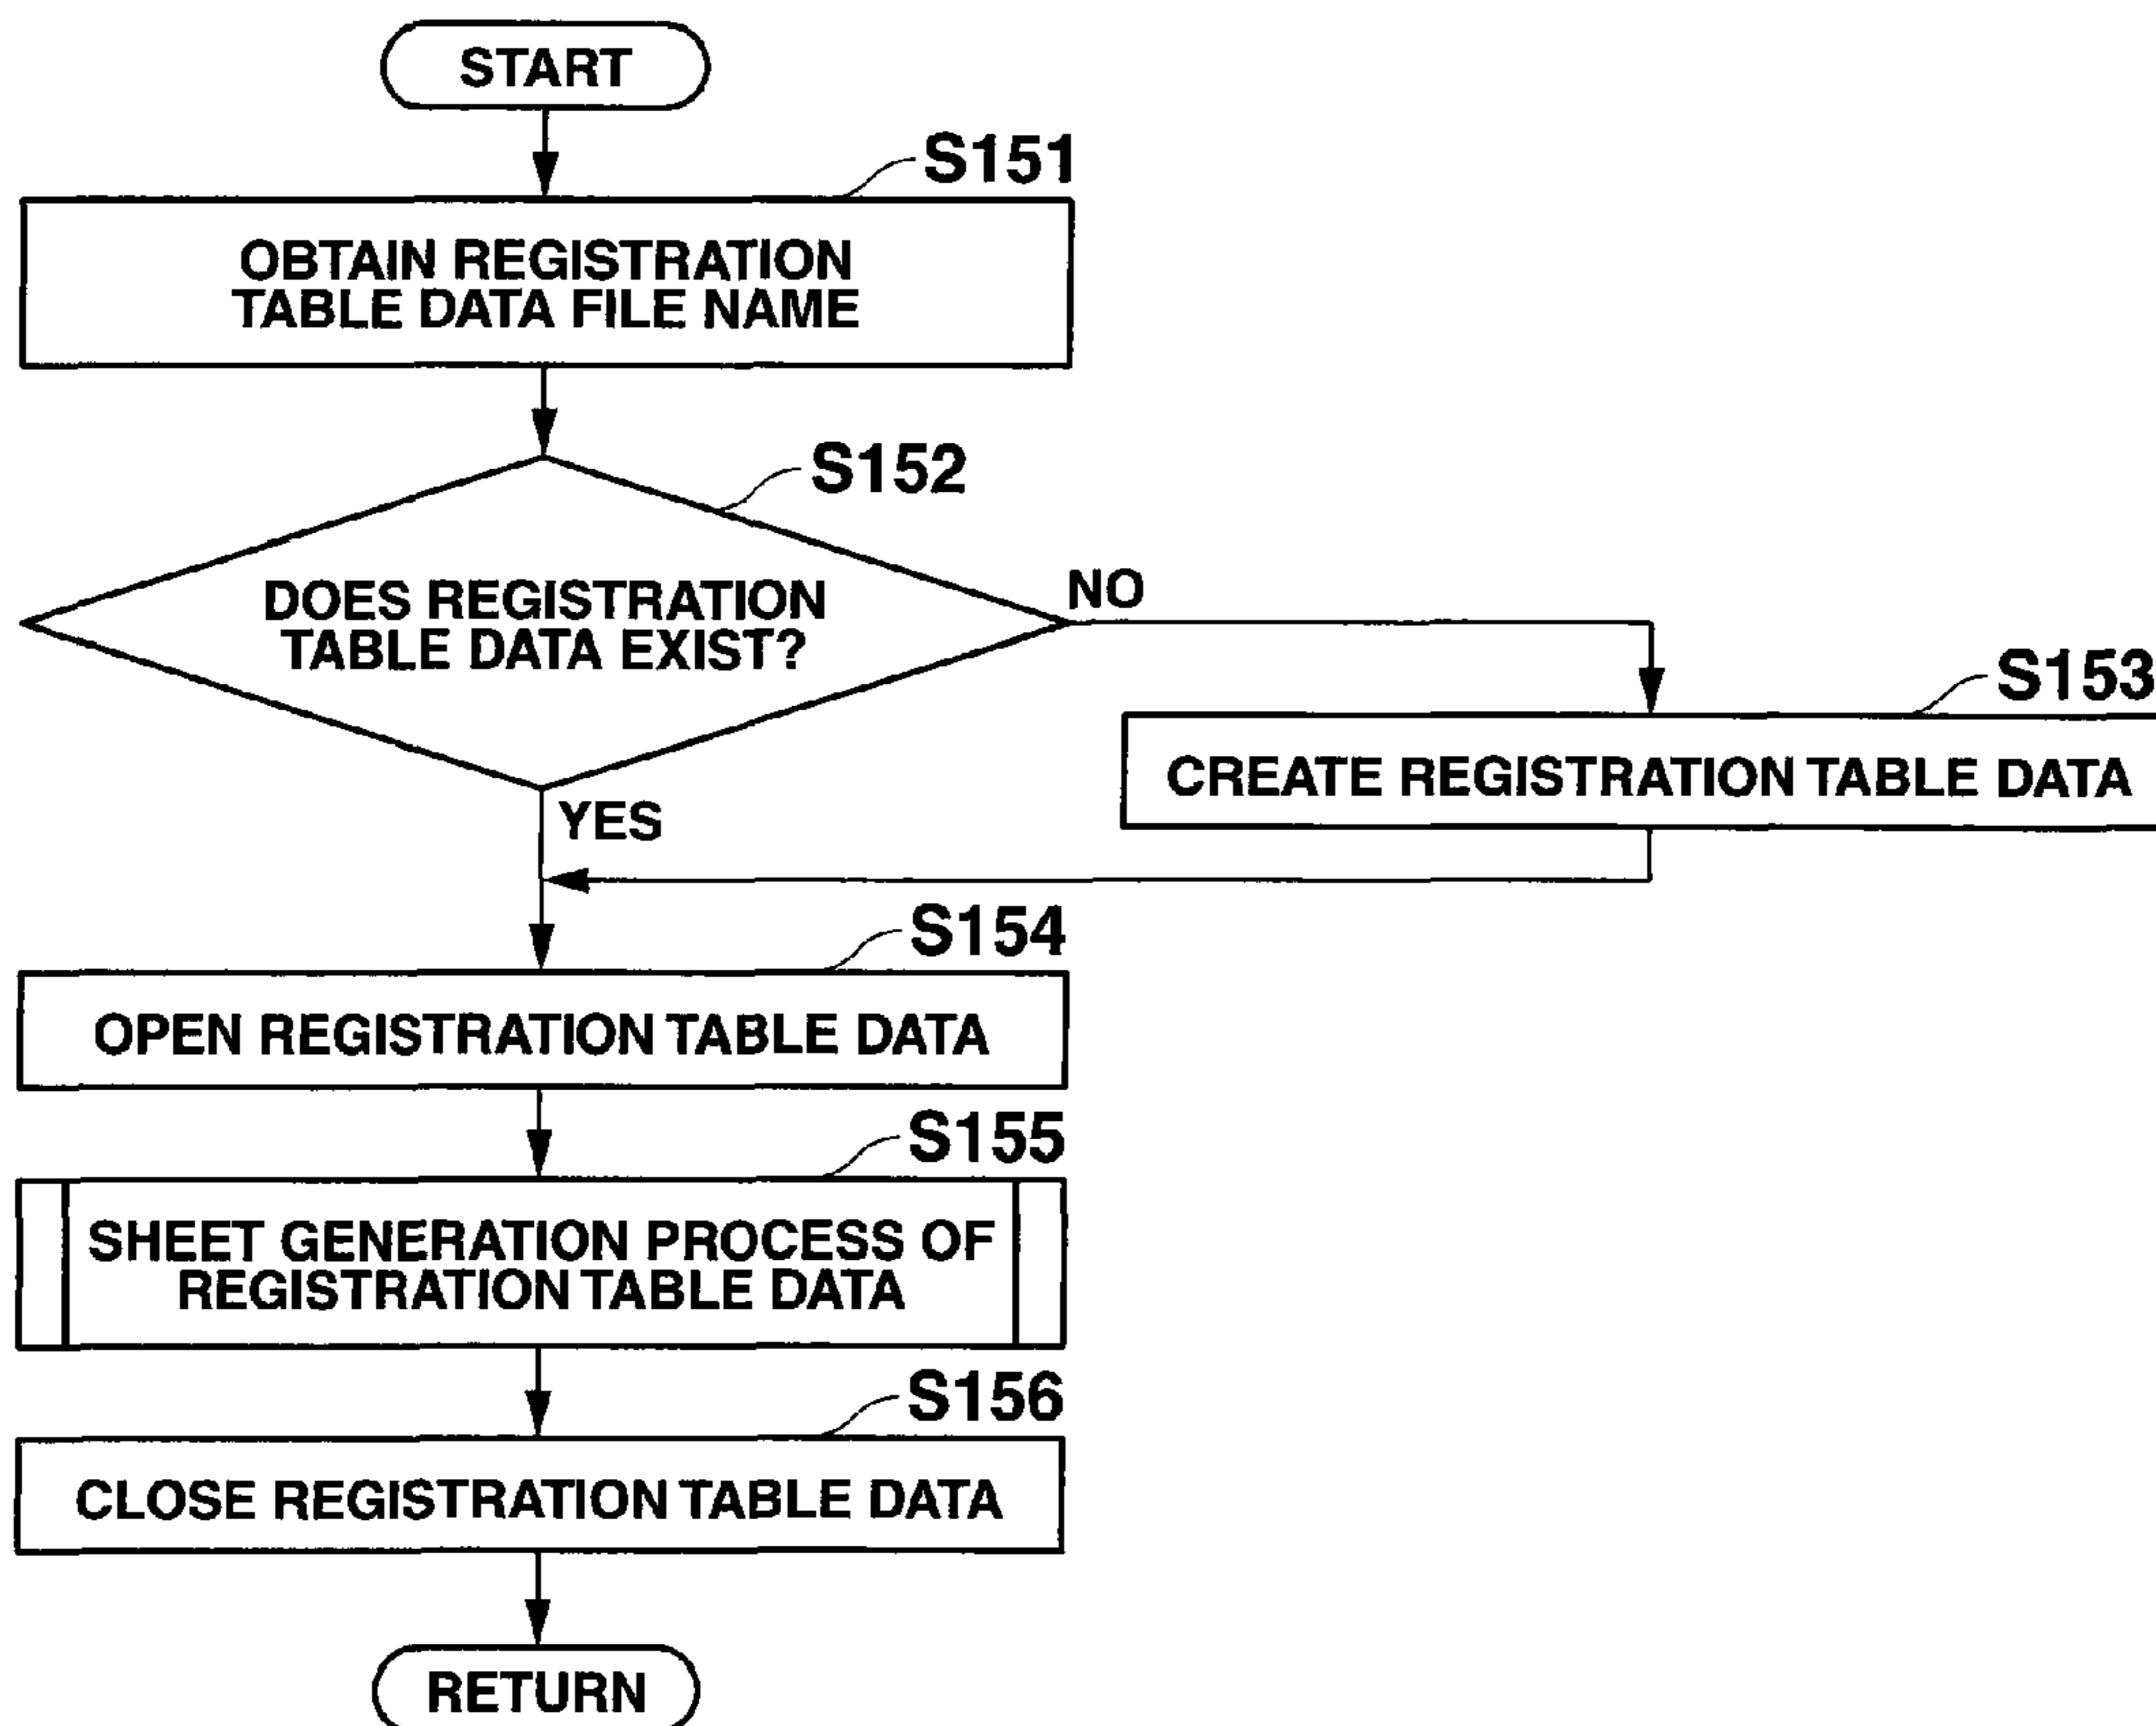 START
S151
OBTAIN REGISTRATION
TABLE DATA FILE NAME
S152
DOES REGISTRATION
TABLE DATA EXIST?
NO
S153
CREATE REGISTRATION TABLE DATA
YES
S154
OPEN REGISTRATION TABLE DATA
S155
SHEET GENERATION PROCESS OF
REGISTRATION TABLE DATA
S156
CLOSE REGISTRATION TABLE DATA
RETURN